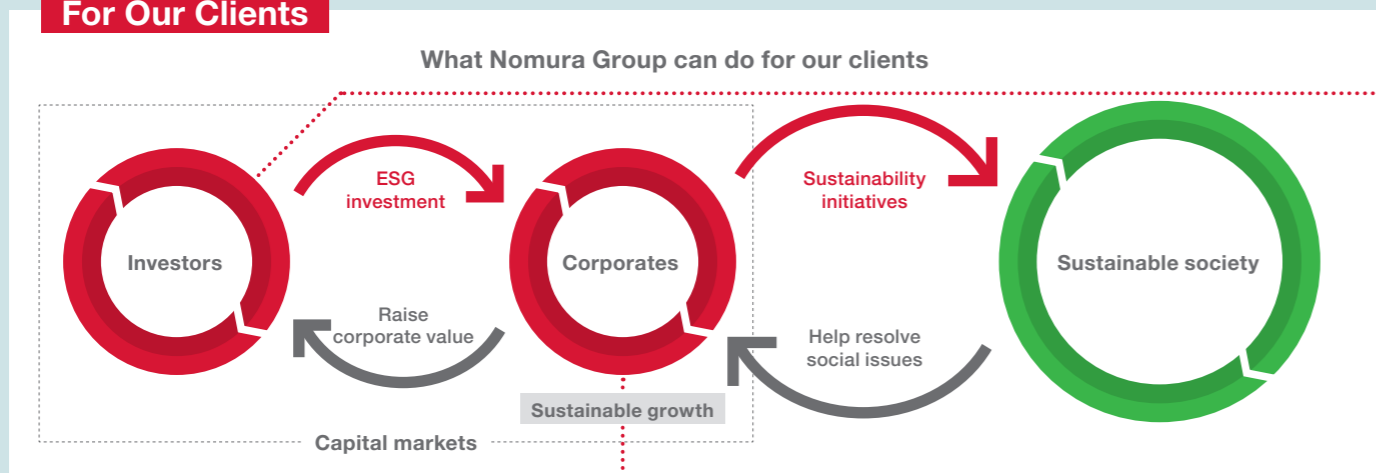 For Our Clients
What Nomura Group can do for our clients
ESG
investment
Sustainability
initiatives
Investors
Corporates
Sustainable society
Raise
corporate value
Help resolve
social issues
Sustainable growth
Capital markets